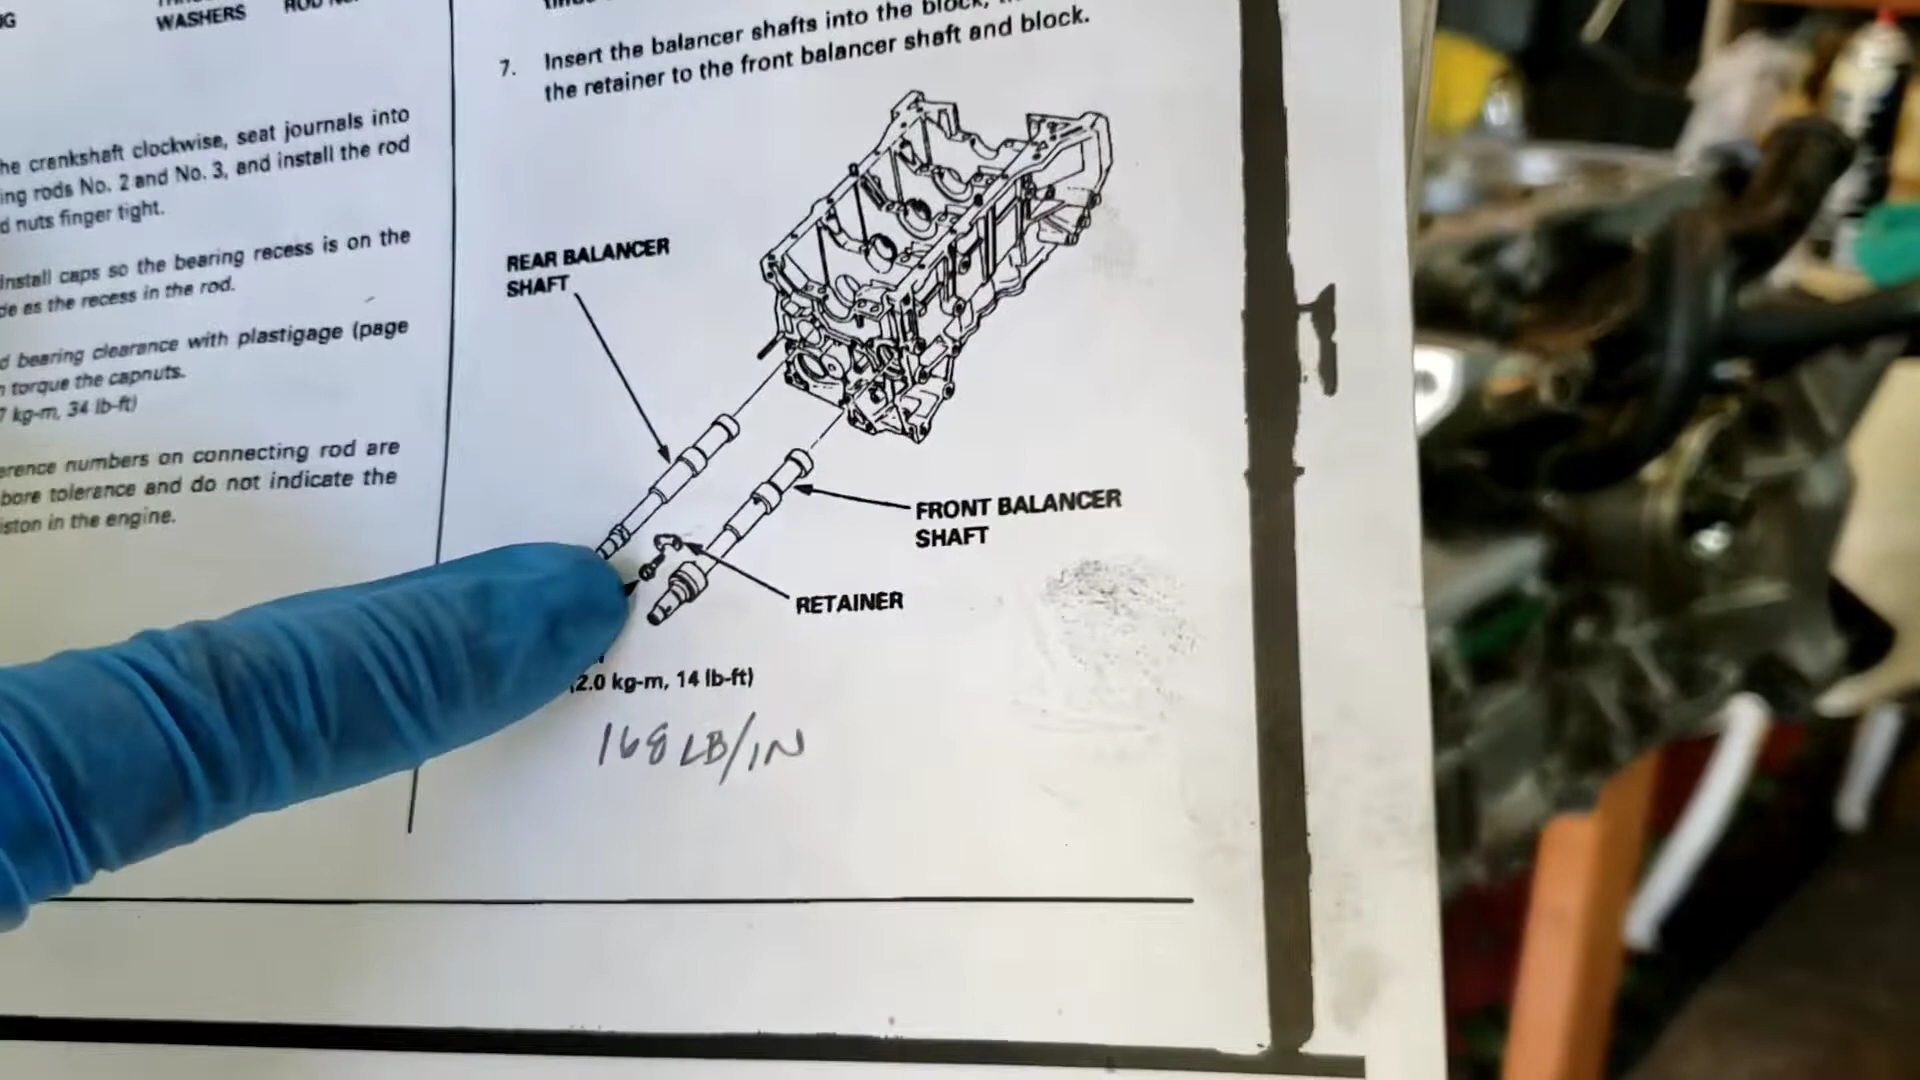 WASHERS
he crankshaft clockwise, seat journals into
ing rods No. 2 and No. 3, and install the rod
d nuts finger tight.
install caps so the bearing recess is on the
de as the recess in the rod.
d bearing clearance with plastigage (page
n torque the capnuts.
7 kg-m, 34 lb-ft)
erence numbers on connecting rod are
bore tolerance and do not indicate the
iston in the engine.
7. Insert the balancer shafts into the block,
the retainer to the front balancer shaft and block.
REAR BALANCER
SHAFT
FRONT BALANCER
SHAFT
RETAINER
(2.0 kg-m, 14 lb-ft)
168 LB/IN